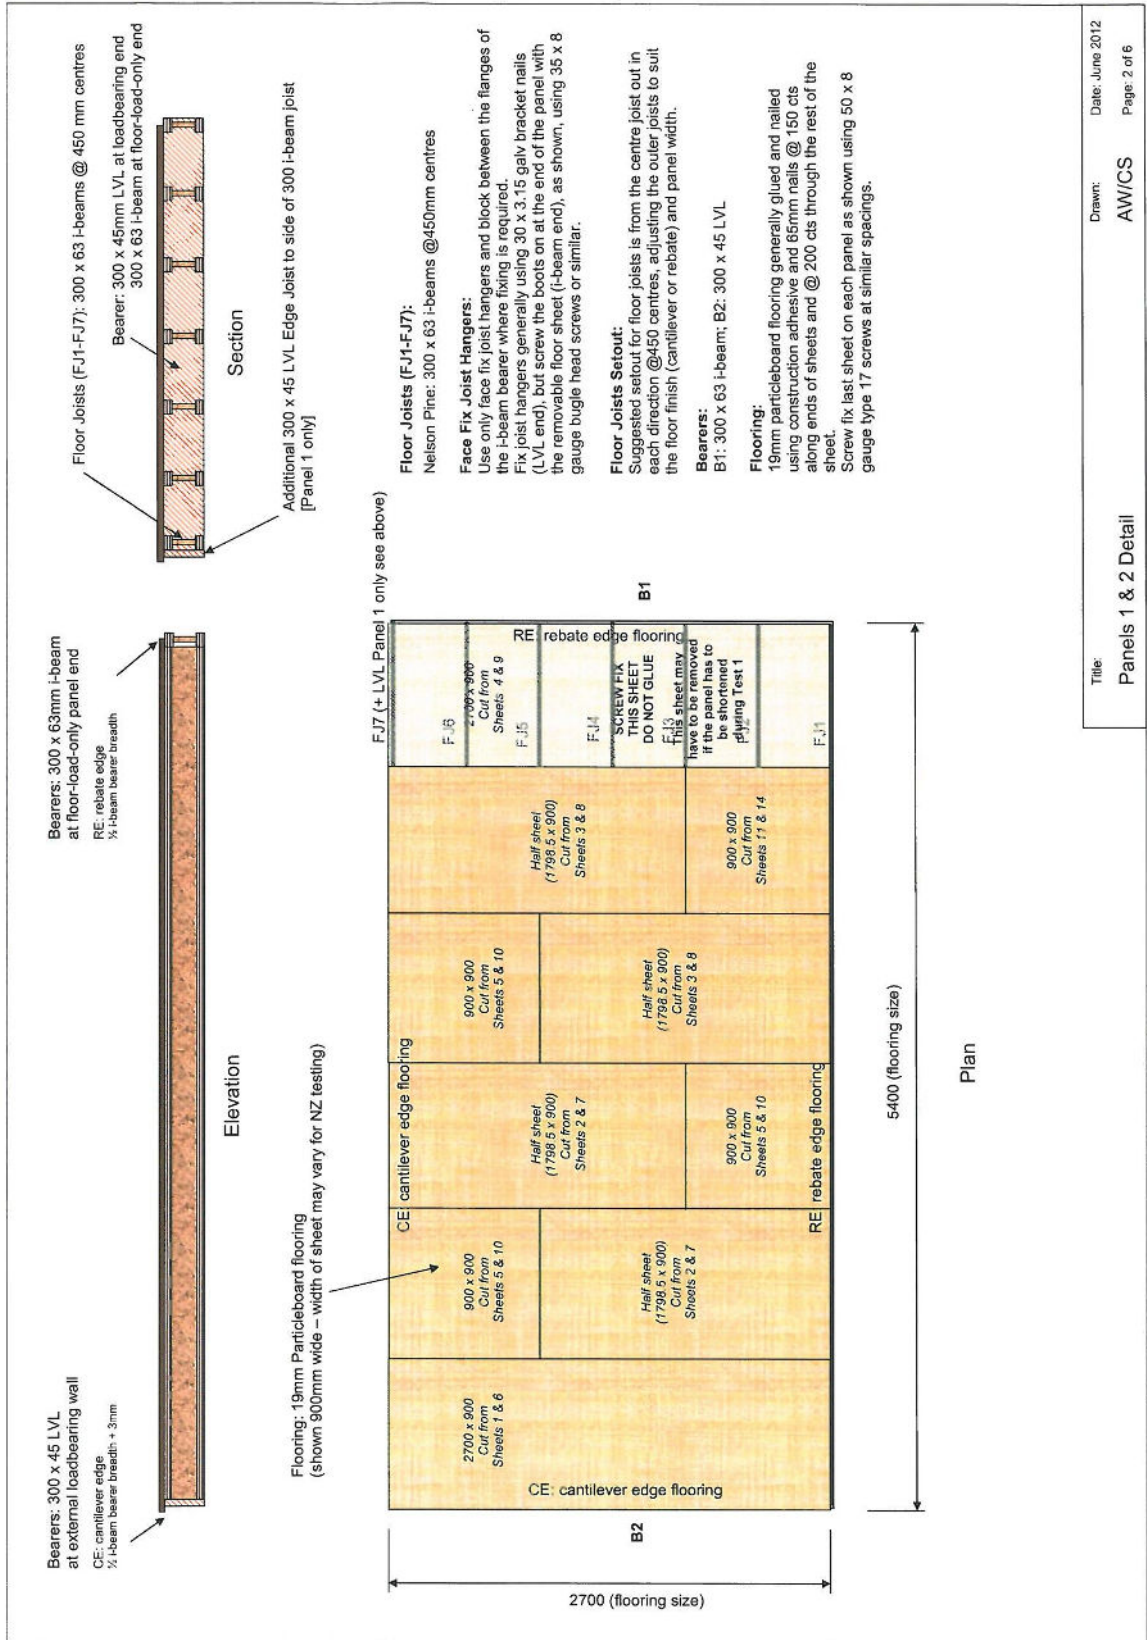 Bearers: 300 x 45 LVL
at external loadbearing wall
CE: cantilever edge
½ i-beam bearer breadth + 3mm
Bearers: 300 x 63mm i-beam
at floor-load-only panel end
RE: rebate edge
½ i-beam bearer breadth
Elevation
Floor Joists (FJ1-FJ7): 300 x 63 i-beams @ 450 mm centres
Bearer: 300 x 45mm LVL at loadbearing end
300 x 63 i-beam at floor-load-only end
Section
Additional 300 x 45 LVL Edge Joist to side of 300 i-beam joist
[Panel 1 only]
Flooring: 19mm Particleboard flooring
(shown 900mm wide – width of sheet may vary for NZ testing)
FJ7 (+ LVL Panel 1 only see above)
CE: cantilever edge flooring
2700 x 900
Cut from
Sheets 1 & 6
CE: cantilever edge flooring
B2
900 x 900
Cut from
Sheets 5 & 10
Half sheet
(1798.5 x 900)
Cut from
Sheets 2 & 7
Half sheet
(1798.5 x 900)
Cut from
Sheets 2 & 7
900 x 900
Cut from
Sheets 5 & 10
RE: rebate edge flooring
900 x 900
Cut from
Sheets 5 & 10
Half sheet
(1798.5 x 900)
Cut from
Sheets 3 & 8
Half sheet
(1798.5 x 900)
Cut from
Sheets 3 & 8
900 x 900
Cut from
Sheets 11 & 14
FJ6
2700 x 900
Cut from
Sheets 4 & 9
FJ5
FJ4
SCREW FIX
THIS SHEET
DO NOT GLUE
FJ3
This sheet may
have to be removed
if the panel has to
be shortened
during Test 1
FJ2
FJ1
RE: rebate edge flooring
B1
2700 (flooring size)
5400 (flooring size)
Plan
Floor Joists (FJ1-FJ7):
Nelson Pine: 300 x 63 i-beams @450mm centres
Face Fix Joist Hangers:
Use only face fix joist hangers and block between the flanges of
the i-beam bearer where fixing is required.
Fix joist hangers generally using 30 x 3.15 galv bracket nails
(LVL end), but screw the boots on at the end of the panel with
the removable floor sheet (i-beam end), as shown, using 35 x 8
gauge bugle head screws or similar.
Floor Joists Setout:
Suggested setout for floor joists is from the centre joist out in
each direction @450 centres, adjusting the outer joists to suit
the floor finish (cantilever or rebate) and panel width.
Bearers:
B1: 300 x 63 i-beam; B2: 300 x 45 LVL
Flooring:
19mm particleboard flooring generally glued and nailed
using construction adhesive and 65mm nails @ 150 cts
along ends of sheets and @ 200 cts through the rest of the
sheet.
Screw fix last sheet on each panel as shown using 50 x 8
gauge type 17 screws at similar spacings.
Title:
Panels 1 & 2 Detail
Drawn:
AW/CS
Date: June 2012
Page: 2 of 6